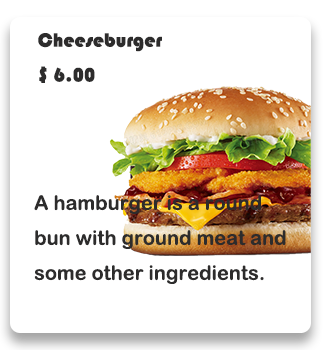 Cheeseburger
$ 6.00
A hamburger is a round
bun with ground meat and
some other ingredients.